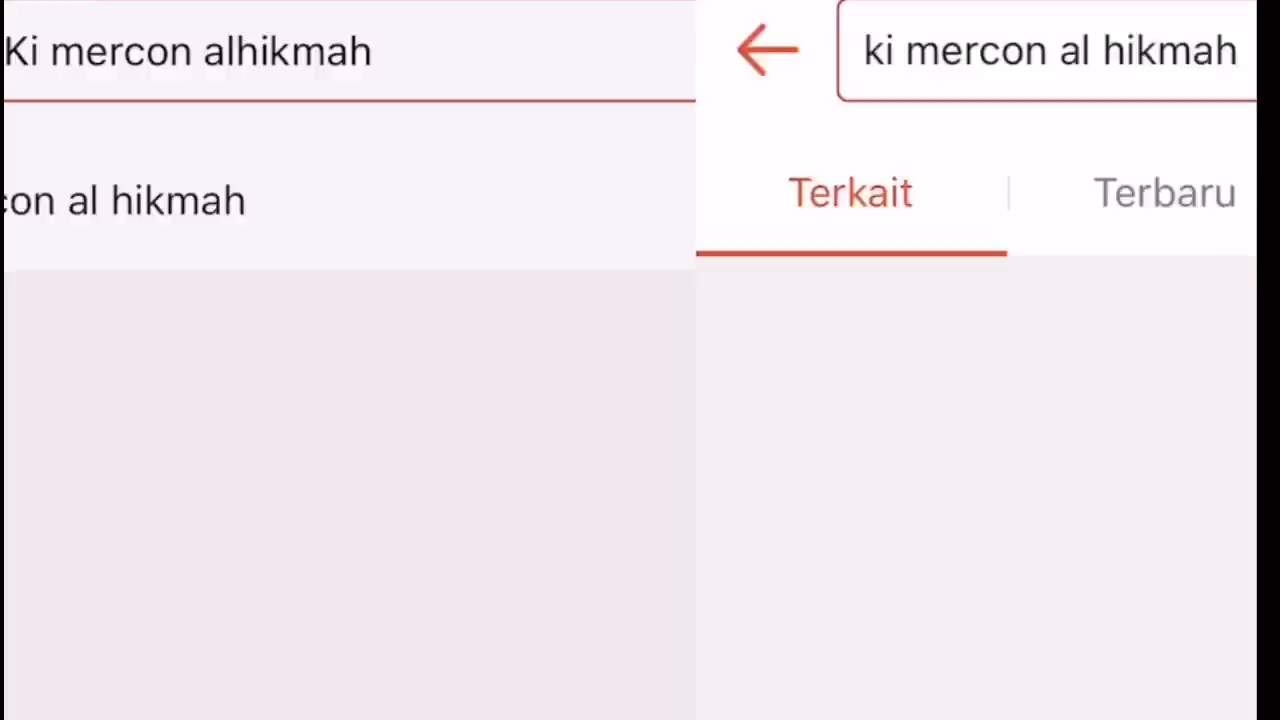 Ki mercon alhikmah
con al hikmah
ki mercon al hikmah
Terkait
Terbaru